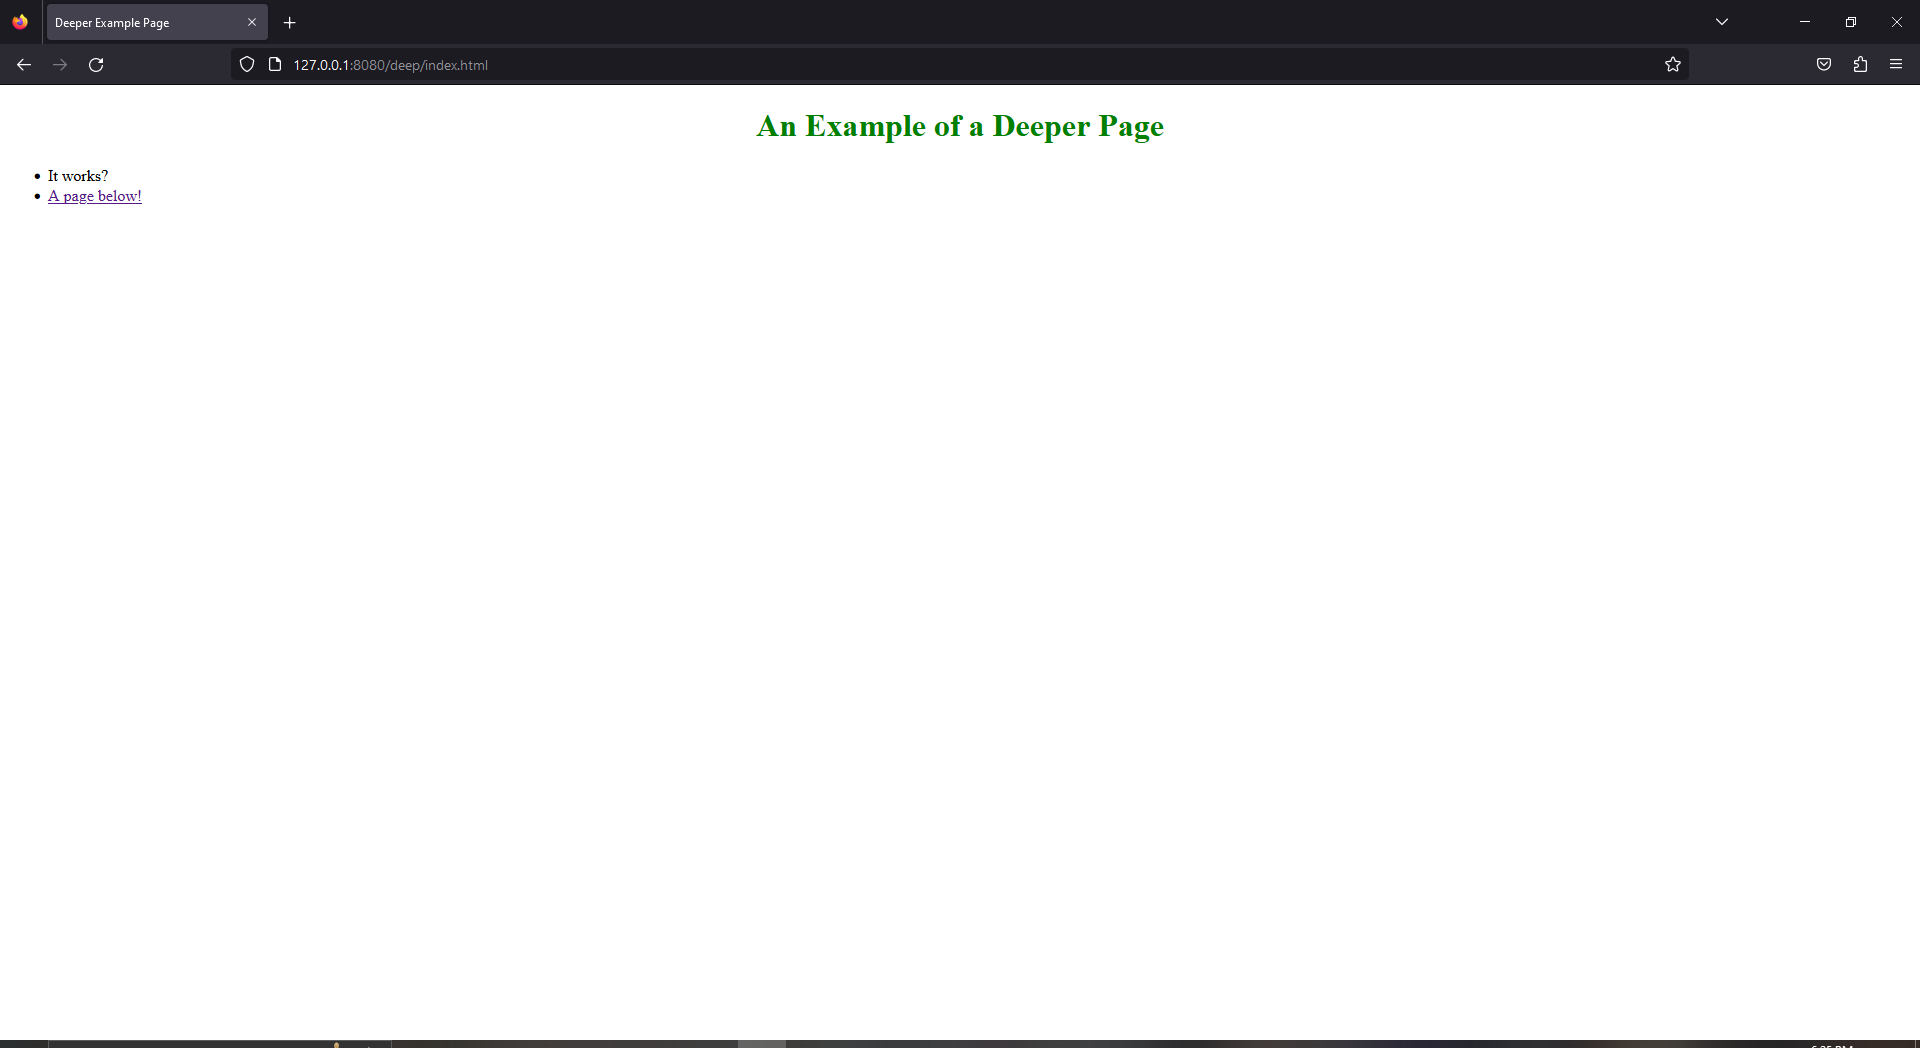 Deeper Example Page
127.0.0.1:8080/deep/index.html
An Example of a Deeper Page
It works?
A page below!